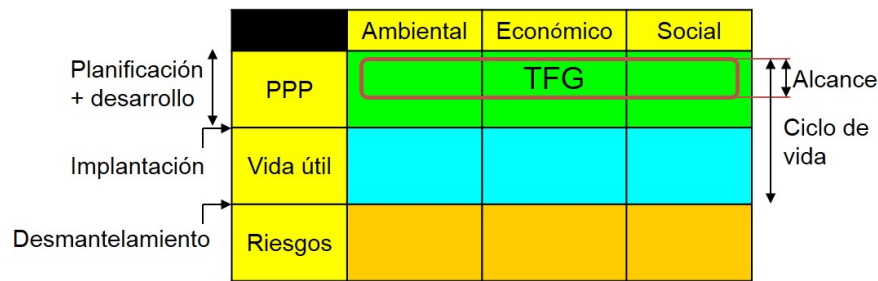 Ambiental Económico Social
Planificación
+ desarrollo
PPP
TFG
Alcance
Ciclo de
vida
Implantación
Vida útil
Desmantelamiento
Riesgos